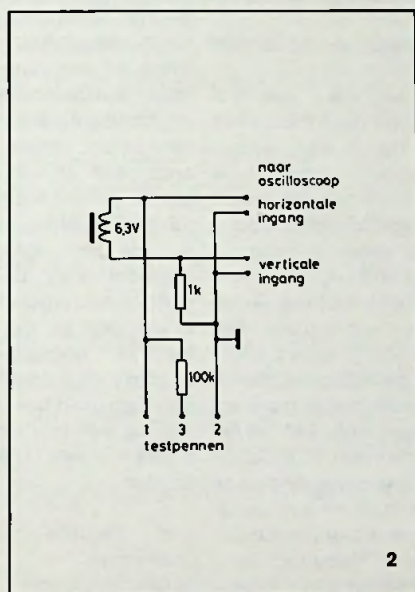 naar
oscilloscoop
horizontale
ingang
6,3V
verticale
ingang
1k
100k
1 3 2
testpennen
2